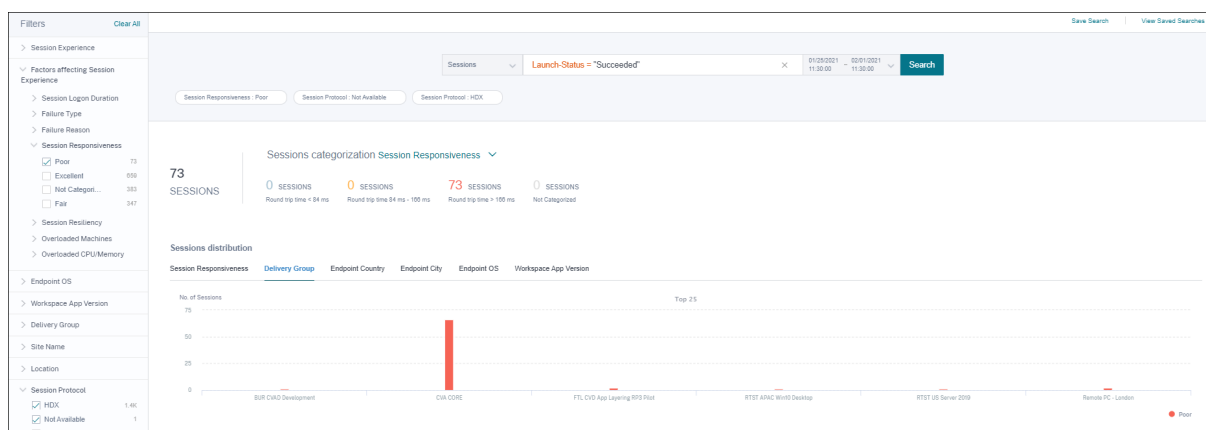 Filters Clear All
Save Search View Saved Searches
Session Experience
Factors affecting Session Experience
Session Logon Duration
Failure Type
Failure Reason
Session Responsiveness
Poor 73
Excellent 650
Not Categori...
Fair 347
Session Resiliency
Overloaded Machines
Overloaded CPU/Memory
Endpoint OS
Workspace App Version
Delivery Group
Site Name
Location
Session Protocol
HDX 1.4K
Not Available 1
Sessions Launch-Status = "Succeeded" 01/25/2021 11:30:00 – 02/01/2021 11:30:00 Search
Session Responsiveness : Poor Session Protocol : Not Available Session Protocol : HDX
73 SESSIONS
Sessions categorization Session Responsiveness
0 SESSIONS 0 SESSIONS 73 SESSIONS 0 SESSIONS
Round trip time < 84 ms Round trip time 84 ms - 166 ms Round trip time > 166 ms Not Categorized
Sessions distribution
Session Responsiveness Delivery Group Endpoint Country Endpoint City Endpoint OS Workspace App Version
No. of Sessions Top 25
75
50
25
0
CVAD Development CVA CORE FTL CVD App Layering RP3 Pilot RTST APAC Win10 Desktop RTST US Server 2019 Remote PC - London
Poor